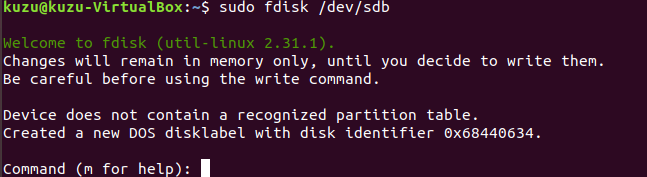 kuzu@kuzu-VirtualBox:~$ sudo fdisk /dev/sdb
Welcome to fdisk (util-linux 2.31.1).
Changes will remain in memory only, until you decide to write them.
Be careful before using the write command.
Device does not contain a recognized partition table.
Created a new DOS disklabel with disk identifier 0x68440634.
Command (m for help):